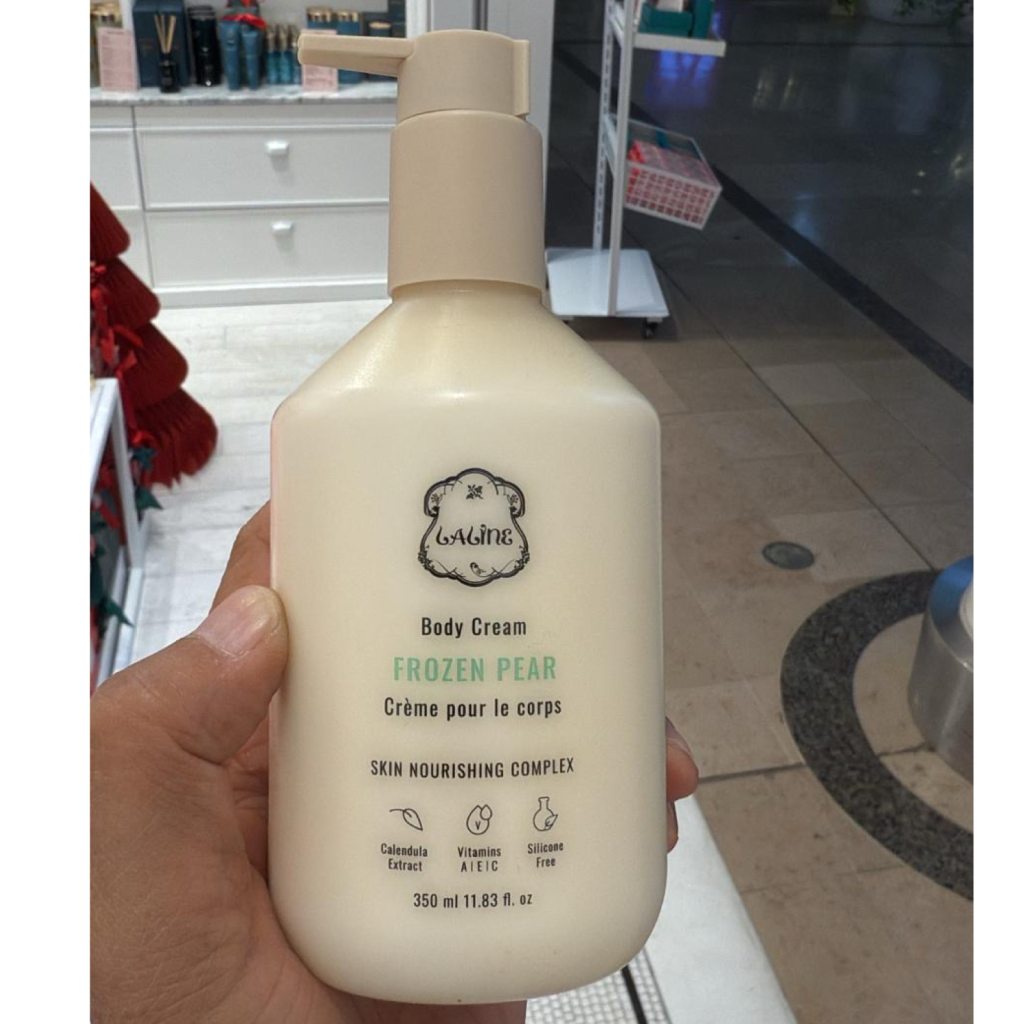 LALINE
Body Cream
FROZEN PEAR
Crème pour le corps
SKIN NOURISHING COMPLEX
Calendula
Extract
V
Vitamins
A|E|C
Silicone
Free
350 ml 11.83 fl. oz